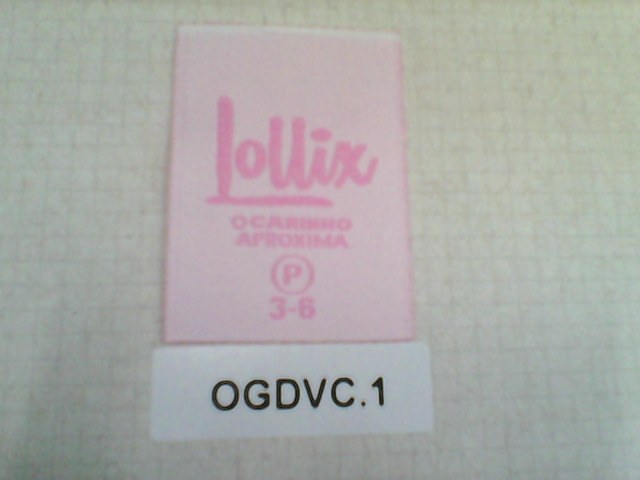 Lollix
O CARINHO
APROXIMA
P
3-6
OGDVC.1